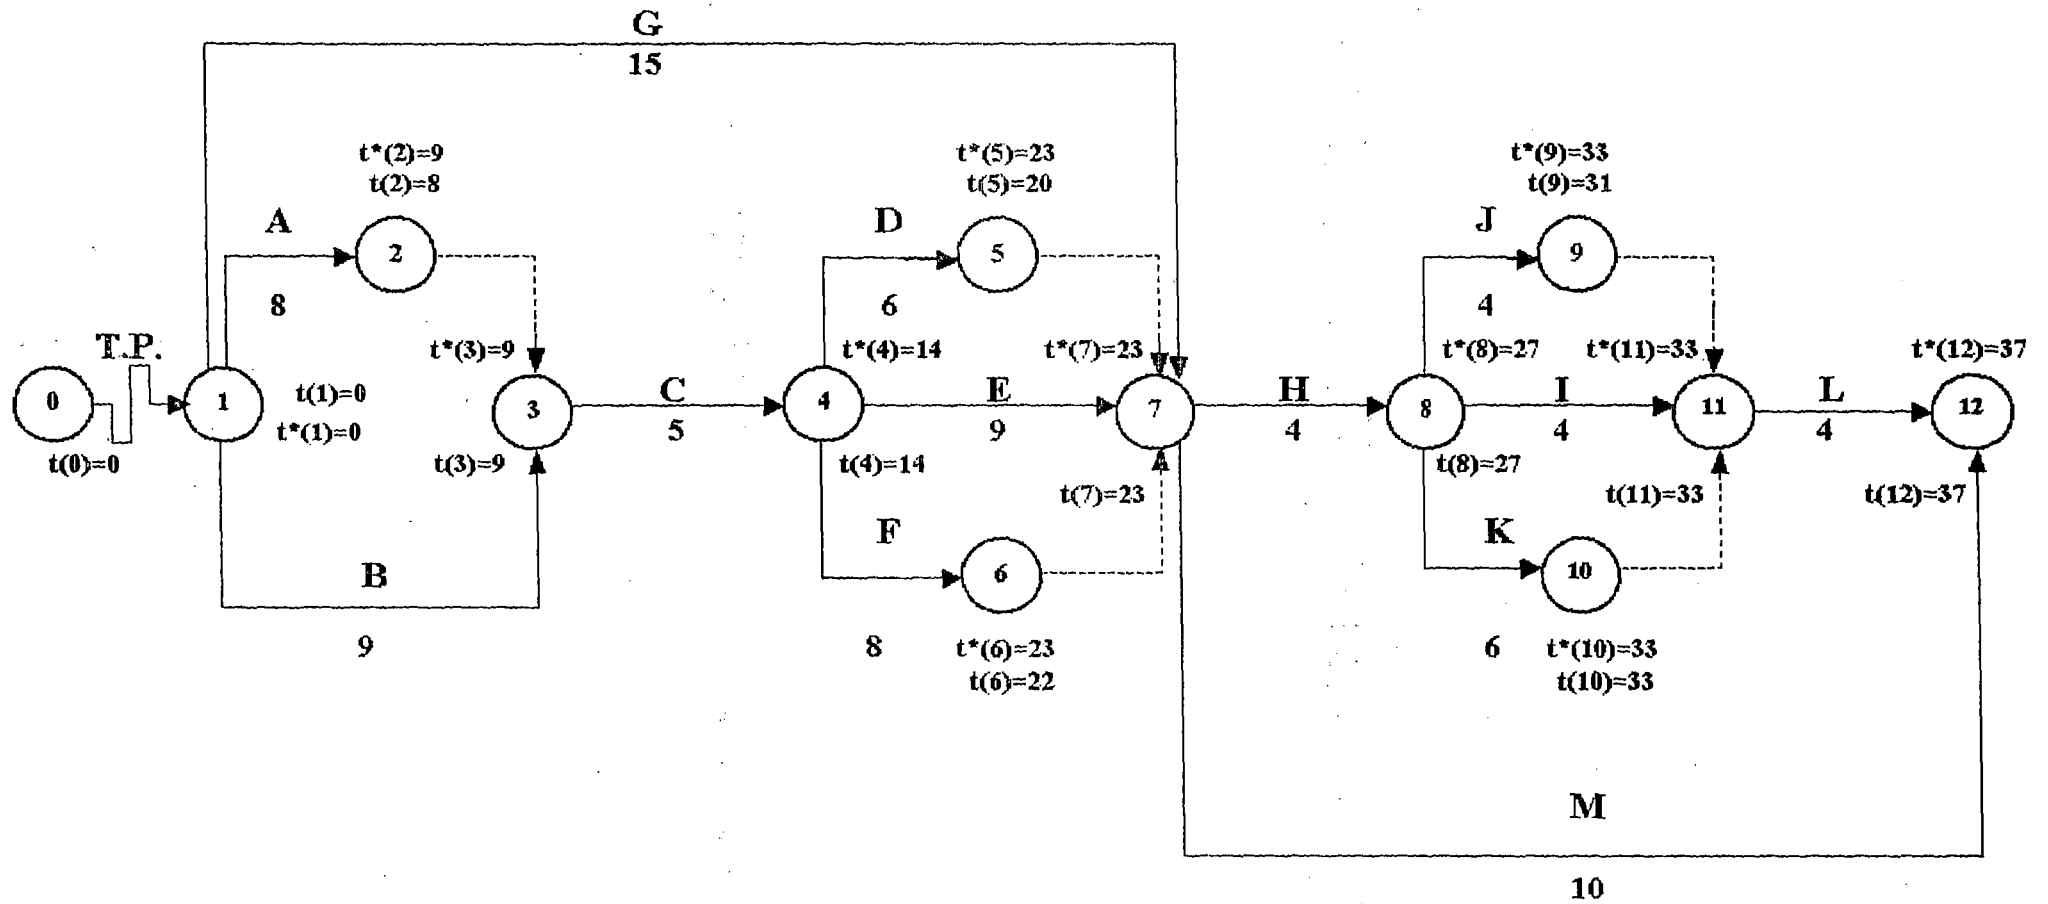 G
15
t*(2)=9
t(2)=8
t*(5)=23
t(5)=20
t*(9)=33
t(9)=31
A
2
8
D
5
6
J
9
4
T.P.
0
t(0)=0
1
t(1)=0
t*(1)=0
t*(3)=9
3
t(3)=9
C
5
t*(4)=14
4
t(4)=14
E
9
t*(7)=23
7
t(7)=23
H
4
t*(8)=27
8
t(8)=27
I
4
t*(11)=33
11
t(11)=33
L
4
t*(12)=37
12
t(12)=37
B
9
F
6
8
t*(6)=23
t(6)=22
K
10
6
t*(10)=33
t(10)=33
M
10